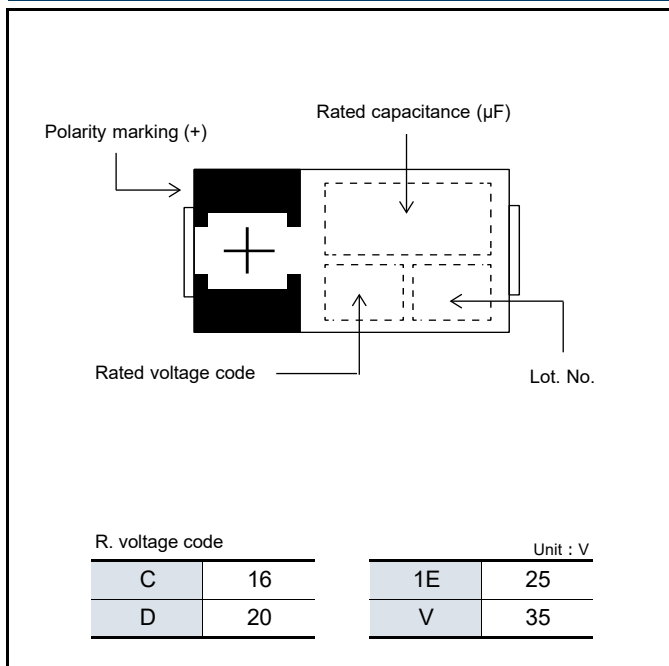 Rated capacitance (μF)
Polarity marking (+)
+
Rated voltage code
Lot. No.
R. voltage code
Unit : V
C 16 1E 25
D 20 V 35